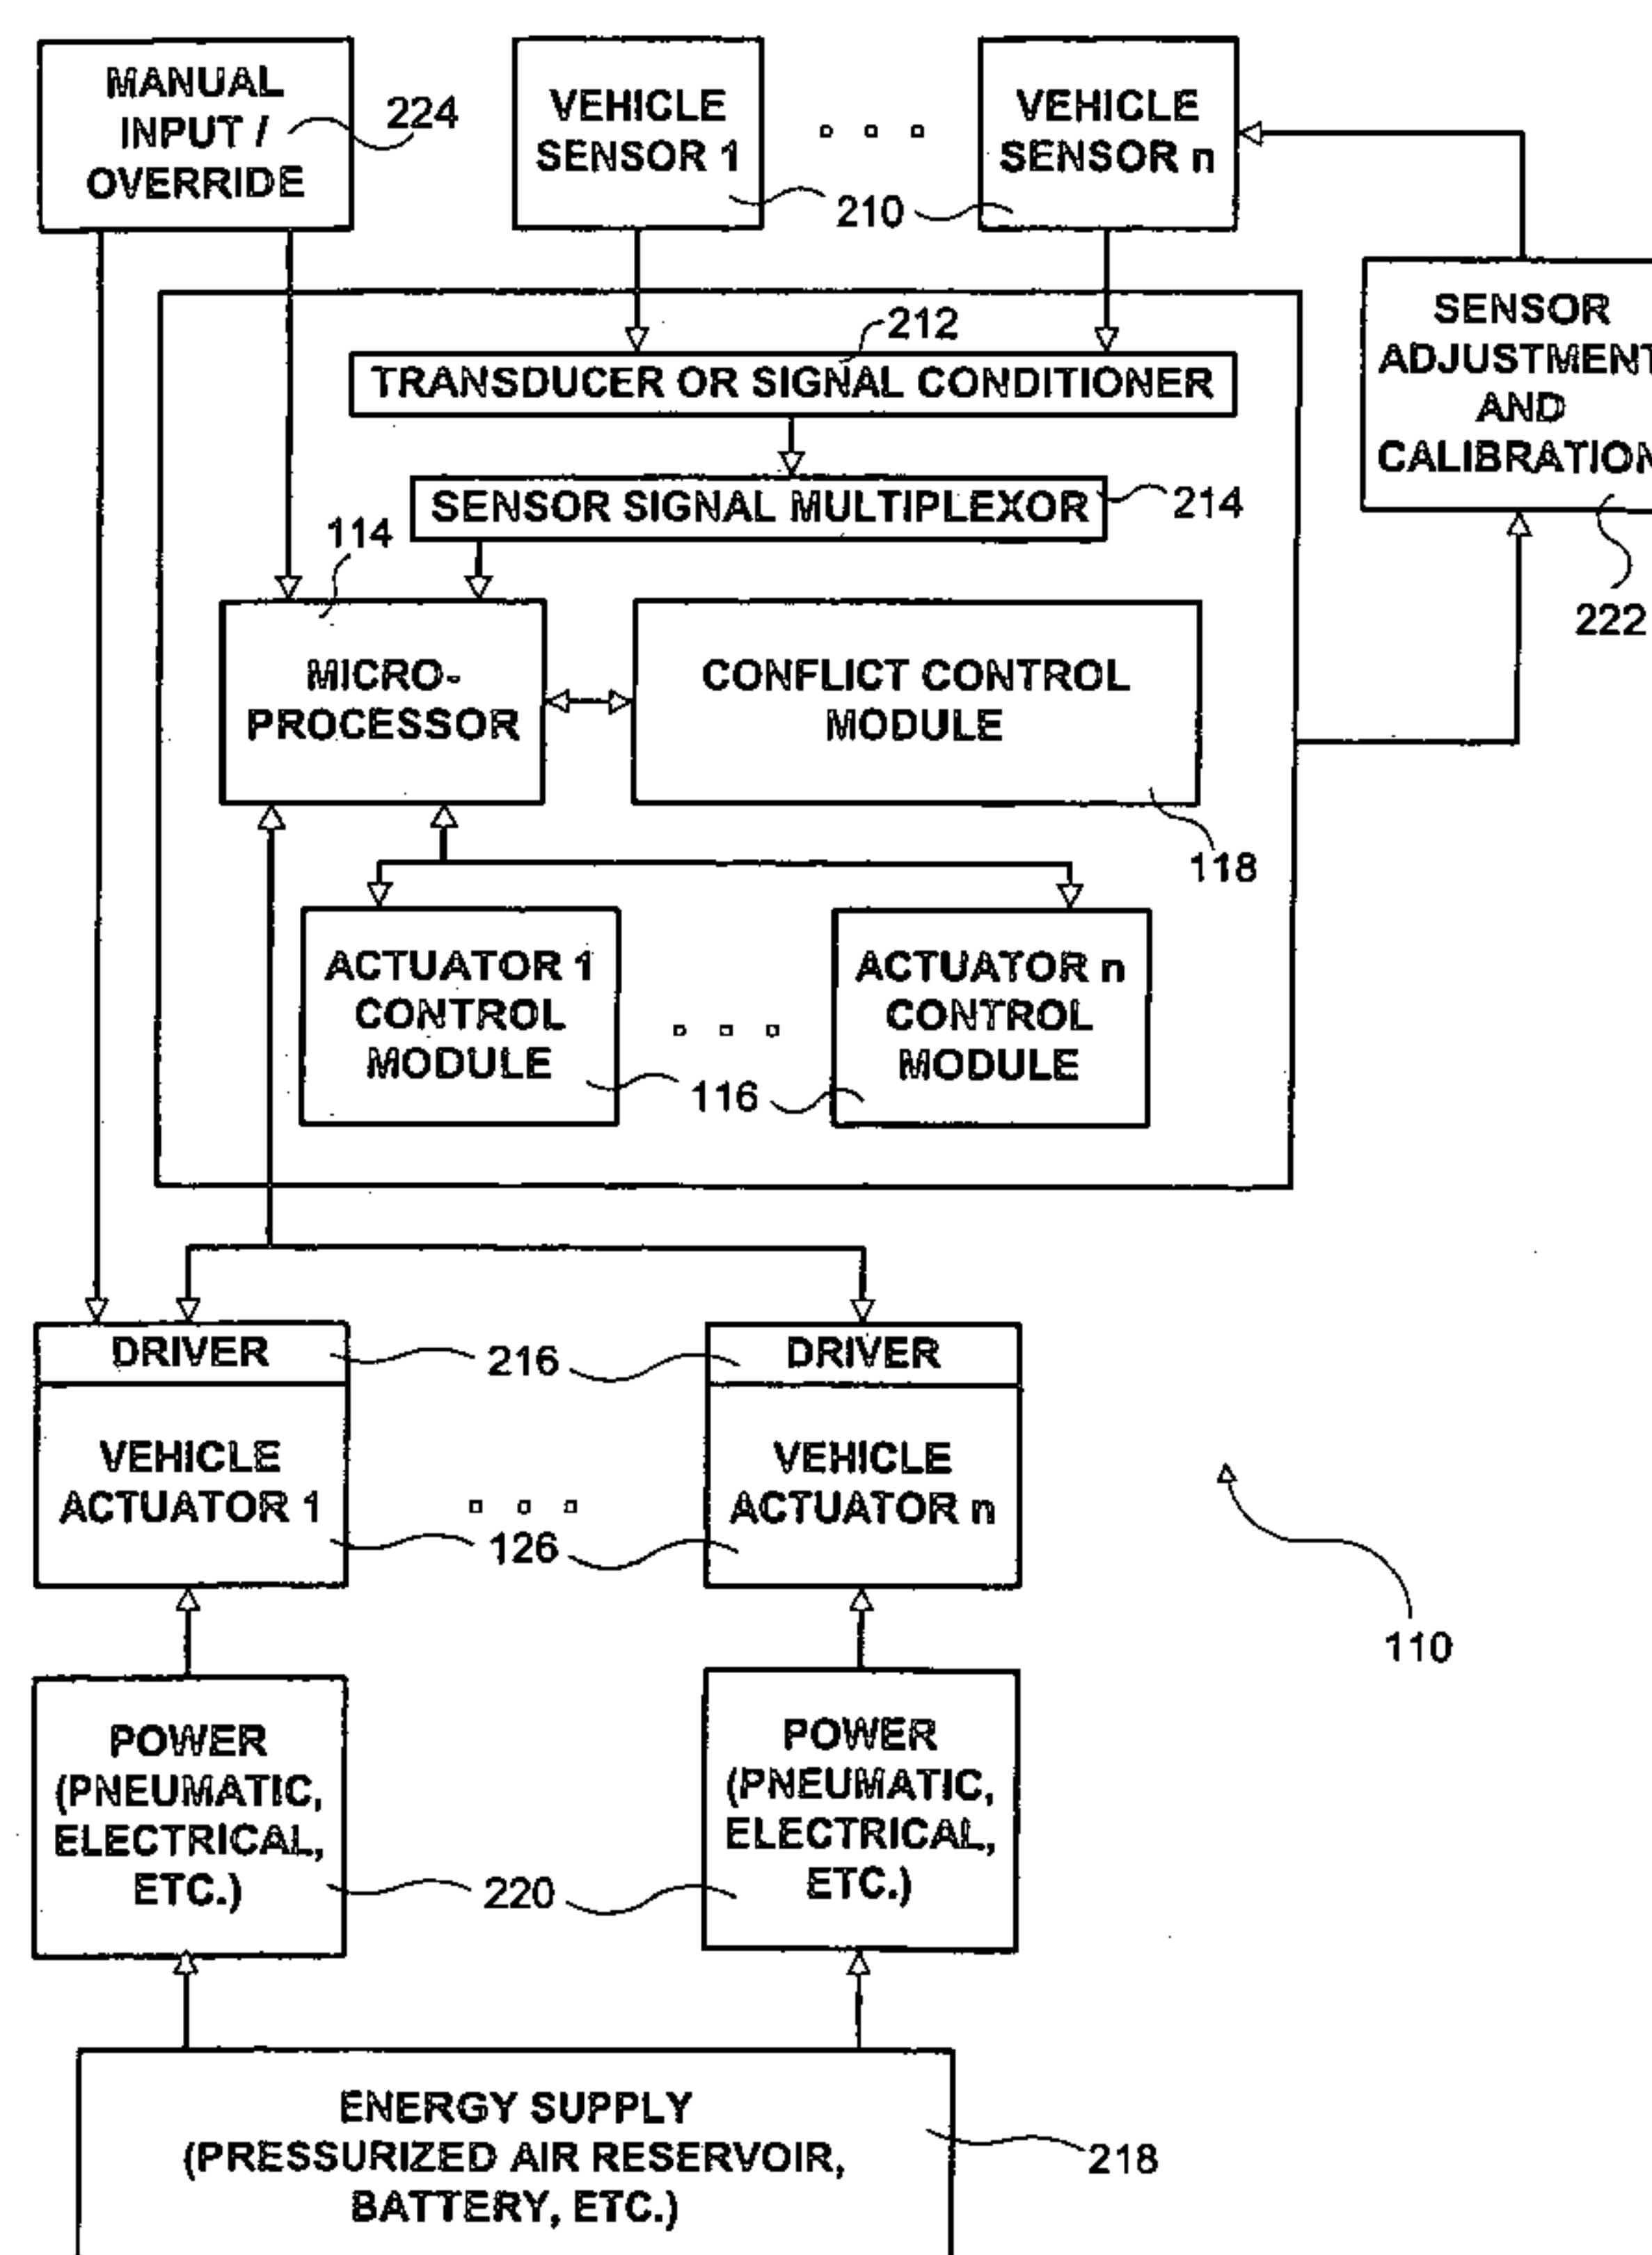 MANUAL
INPUT /
OVERRIDE
224
VEHICLE
SENSOR 1
VEHICLE
SENSOR n
210
SENSOR
ADJUSTMENT
AND
CALIBRATION
222
212
TRANSDUCER OR SIGNAL CONDITIONER
SENSOR SIGNAL MULTIPLEXOR
214
114
MICRO-
PROCESSOR
CONFLICT CONTROL
MODULE
118
ACTUATOR 1
CONTROL
MODULE
ACTUATOR n
CONTROL
MODULE
116
DRIVER
216
DRIVER
VEHICLE
ACTUATOR 1
VEHICLE
ACTUATOR n
126
110
POWER
(PNEUMATIC,
ELECTRICAL,
ETC.)
POWER
(PNEUMATIC,
ELECTRICAL,
ETC.)
220
ENERGY SUPPLY
(PRESSURIZED AIR RESERVOIR,
BATTERY, ETC.)
218